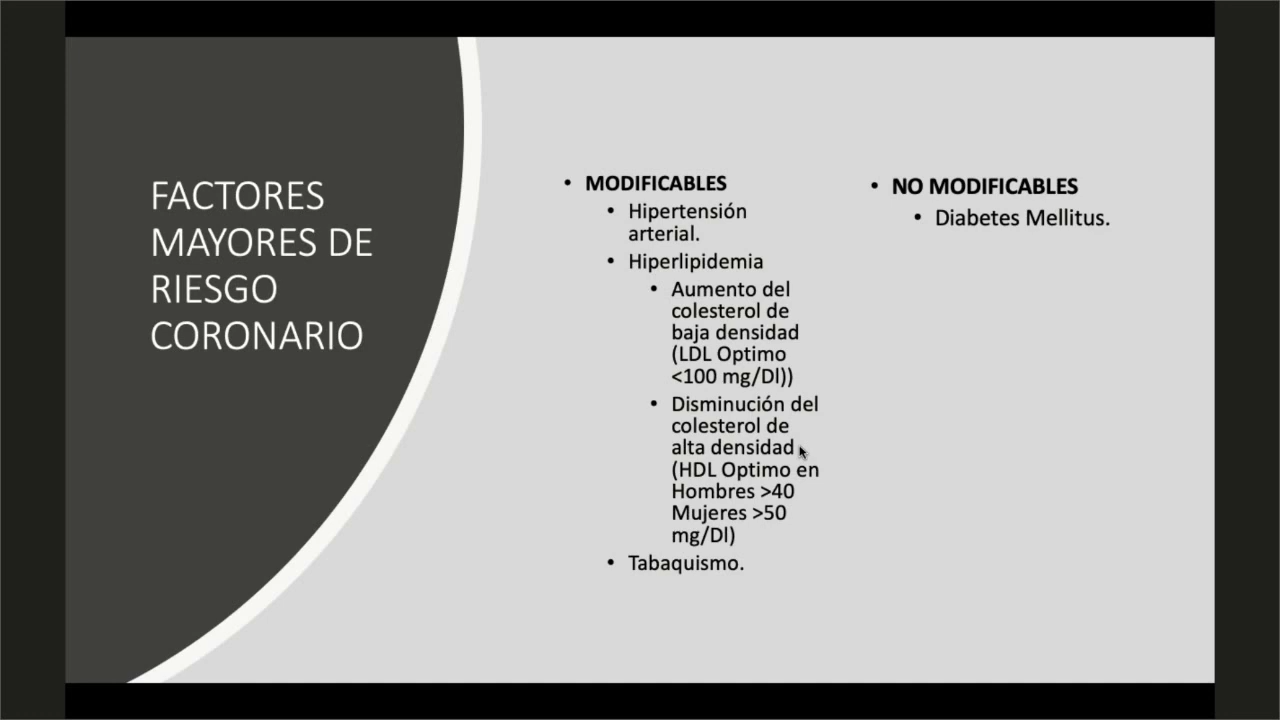 FACTORES
MAYORES DE
RIESGO
CORONARIO
• MODIFICABLES
• Hipertensión
arterial.
• Hiperlipidemia
• Aumento del
colesterol de
baja densidad
(LDL Optimo
<100 mg/Dl))
• Disminución del
colesterol de
alta densidad
(HDL Optimo en
Hombres >40
Mujeres >50
mg/Dl)
• Tabaquismo.
• NO MODIFICABLES
• Diabetes Mellitus.